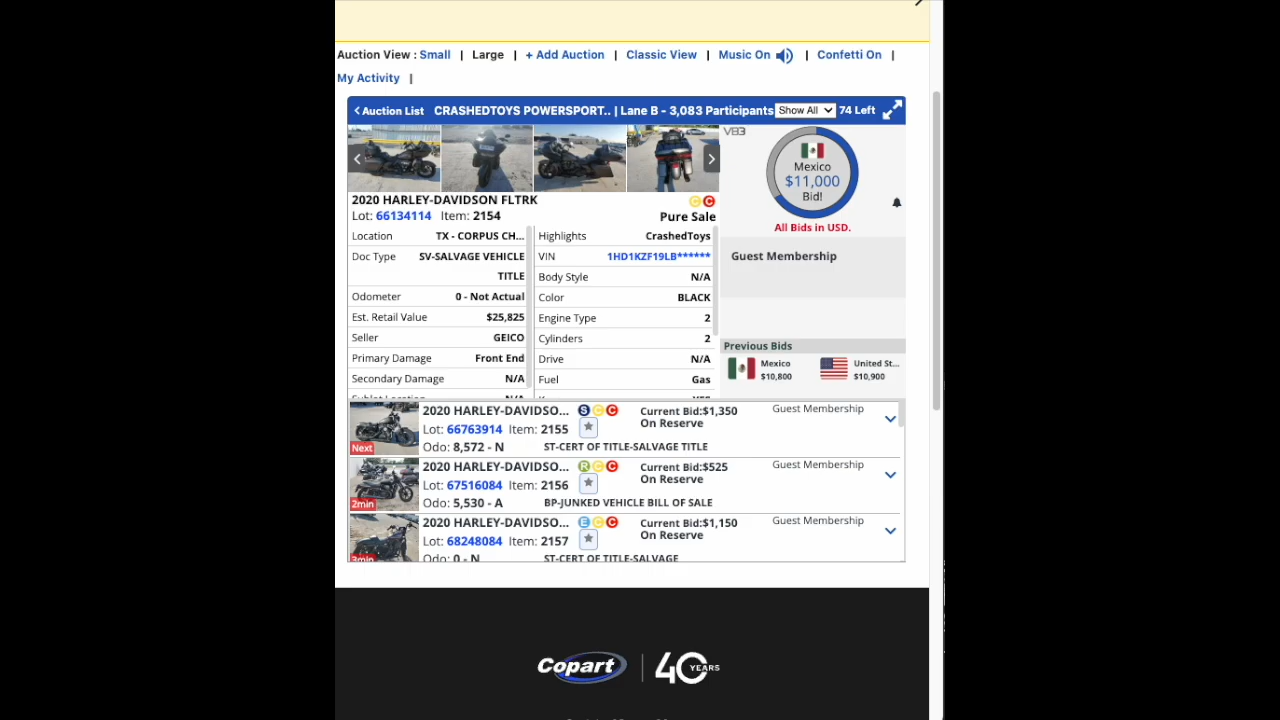 Auction View : Small | Large | + Add Auction | Classic View | Music On | Confetti On |
My Activity |
Auction List CRASHEDTOYS POWERSPORT.. | Lane B - 3,083 Participants Show All 74 Left
VB3
Mexico
$11,000
Bid!
All Bids in USD.
Guest Membership
Previous Bids
Mexico
$10,800
United St...
$10,900
2020 HARLEY-DAVIDSON FLTRK C C
Lot: 66134114 Item: 2154 Pure Sale
Location TX - CORPUS CH...
Doc Type SV-SALVAGE VEHICLE
TITLE
Odometer 0 - Not Actual
Est. Retail Value $25,825
Seller GEICO
Primary Damage Front End
Secondary Damage N/A
Highlights CrashedToys
VIN 1HD1KZF19LB******
Body Style N/A
Color BLACK
Engine Type 2
Cylinders 2
Drive N/A
Fuel Gas
Next
2020 HARLEY-DAVIDSO... S C C Current Bid:$1,350 Guest Membership
Lot: 66763914 Item: 2155 On Reserve
Odo: 8,572 - N ST-CERT OF TITLE-SALVAGE TITLE
2min
2020 HARLEY-DAVIDSO... R C C Current Bid:$525 Guest Membership
Lot: 67516084 Item: 2156 On Reserve
Odo: 5,530 - A BP-JUNKED VEHICLE BILL OF SALE
3min
2020 HARLEY-DAVIDSO... E C C Current Bid:$1,150 Guest Membership
Lot: 68248084 Item: 2157 On Reserve
Odo: 0 - N ST-CERT OF TITLE-SALVAGE
Copart | 40 YEARS